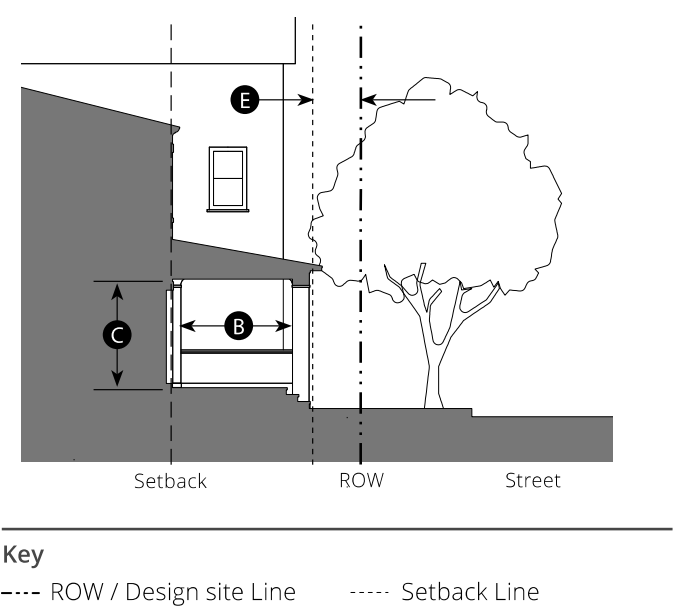 E
B
C
Setback ROW Street
Key
ROW / Design site Line Setback Line